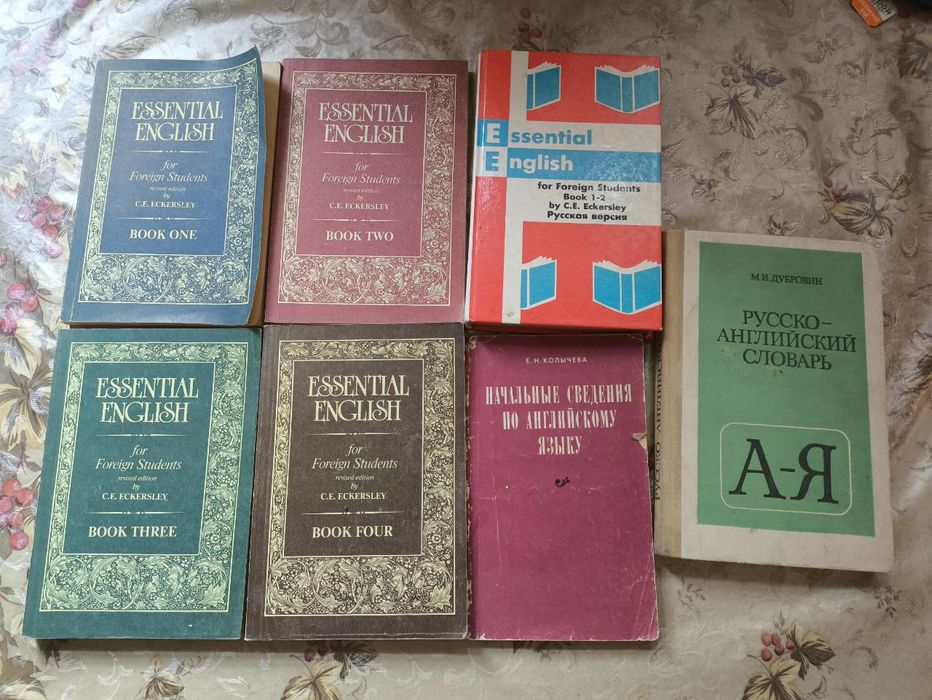 ESSENTIAL
ENGLISH
for
Foreign Students
revised edition
by
C.E. ECKERSLEY
BOOK ONE
ESSENTIAL
ENGLISH
for
Foreign Students
revised edition
by
C.E. ECKERSLEY
BOOK TWO
Essential
English
for Foreign Students
Book 1-2
by C.E. Eckersley
Русская версия
ESSENTIAL
ENGLISH
for
Foreign Students
revised edition
by
C.E. ECKERSLEY
BOOK THREE
ESSENTIAL
ENGLISH
for
Foreign Students
revised edition
by
C.E. ECKERSLEY
BOOK FOUR
Е. Н. КОЛЫЧЕВА
НАЧАЛЬНЫЕ СВЕДЕНИЯ
ПО АНГЛИЙСКОМУ
ЯЗЫКУ
М.И. ДУБРОВИН
РУССКО-
АНГЛИЙСКИЙ
СЛОВАРЬ
А-Я